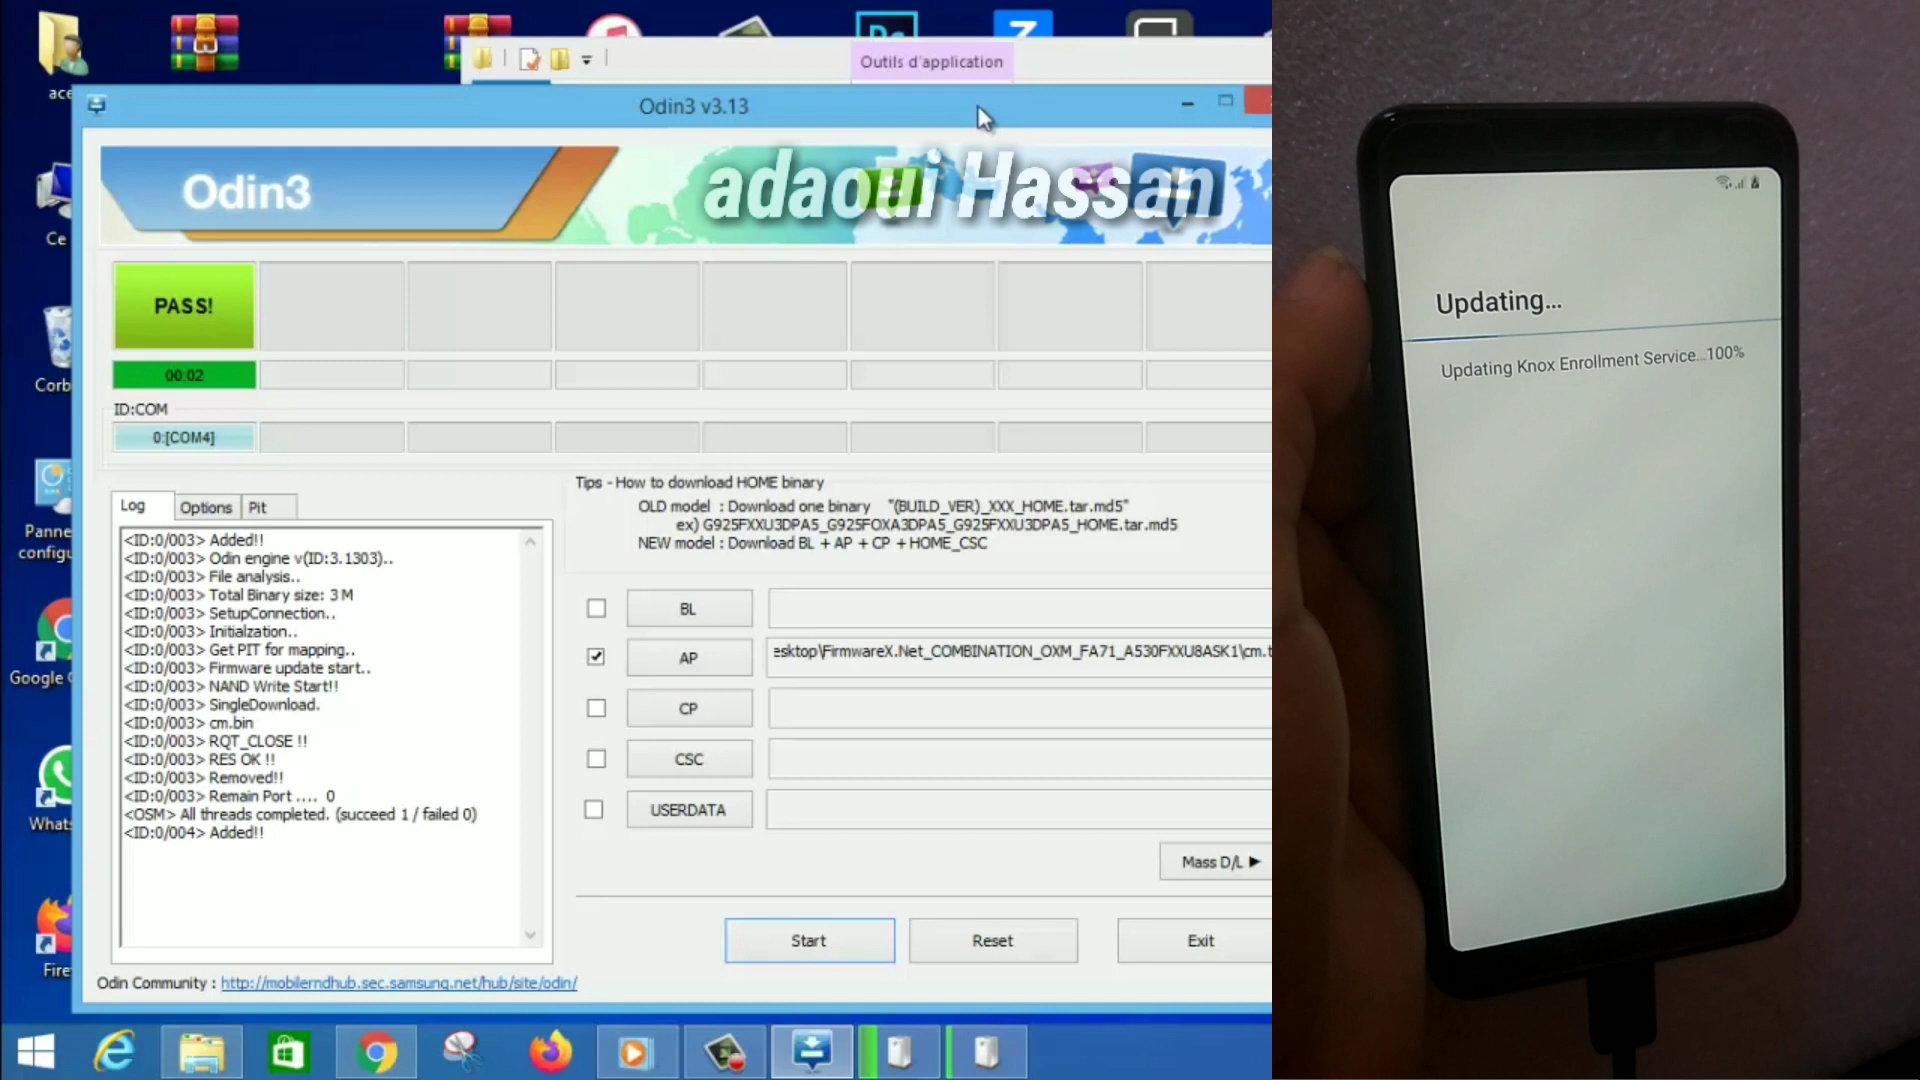 Outils d'application
ace
Odin3 v3.13
Odin3
adaoui Hassan
PASS!
00:02
ID:COM
0:[COM4]
Ce
Corb
Panne
configu
Google
Whats
Fire
Log
Options
Pit
<ID:0/003> Added!!
<ID:0/003> Odin engine v(ID:3.1303)..
<ID:0/003> File analysis..
<ID:0/003> Total Binary size: 3 M
<ID:0/003> SetupConnection..
<ID:0/003> Initialzation..
<ID:0/003> Get PIT for mapping..
<ID:0/003> Firmware update start..
<ID:0/003> NAND Write Start!!
<ID:0/003> SingleDownload.
<ID:0/003> cm.bin
<ID:0/003> RQT_CLOSE !!
<ID:0/003> RES OK !!
<ID:0/003> Removed!!
<ID:0/003> Remain Port .... 0
<OSM> All threads completed. (succeed 1 / failed 0)
<ID:0/004> Added!!
Tips - How to download HOME binary
OLD model : Download one binary "(BUILD_VER)_XXX_HOME.tar.md5"
ex) G925FXXU3DPA5_G925FOXA3DPA5_G925FXXU3DPA5_HOME.tar.md5
NEW model : Download BL + AP + CP + HOME_CSC
BL
AP
esktop\FirmwareX.Net_COMBINATION_OXM_FA71_A530FXXU8ASK1\cm.t
CP
CSC
USERDATA
Mass D/L
Start
Reset
Exit
Odin Community : http://mobilerndhub.sec.samsung.net/hub/site/odin/
Updating...
Updating Knox Enrollment Service...100%